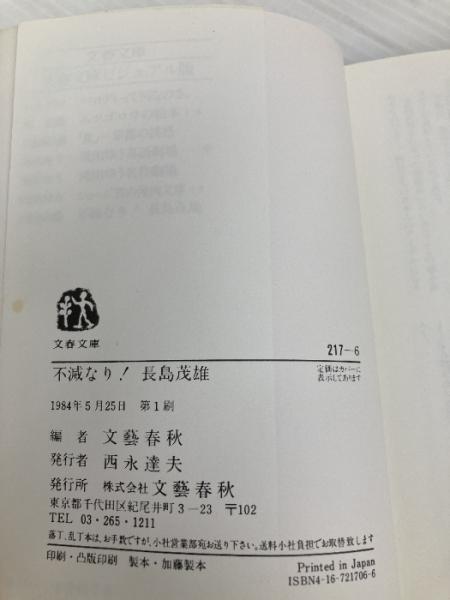 文春文庫
217—6
不滅なり！ 長島茂雄
定価はカバーに
表示してあります
1984年5月25日 第1刷
編者 文藝春秋
発行者 西永達夫
発行所 株式会社 文藝春秋
東京都千代田区紀尾井町3—23 〒102
TEL 03・265・1211
落丁、乱丁本は、お手数ですが、小社営業部宛お送り下さい。送料小社負担でお取替致します
印刷・凸版印刷 製本・加藤製本
Printed in Japan
ISBN4-16-721706-6